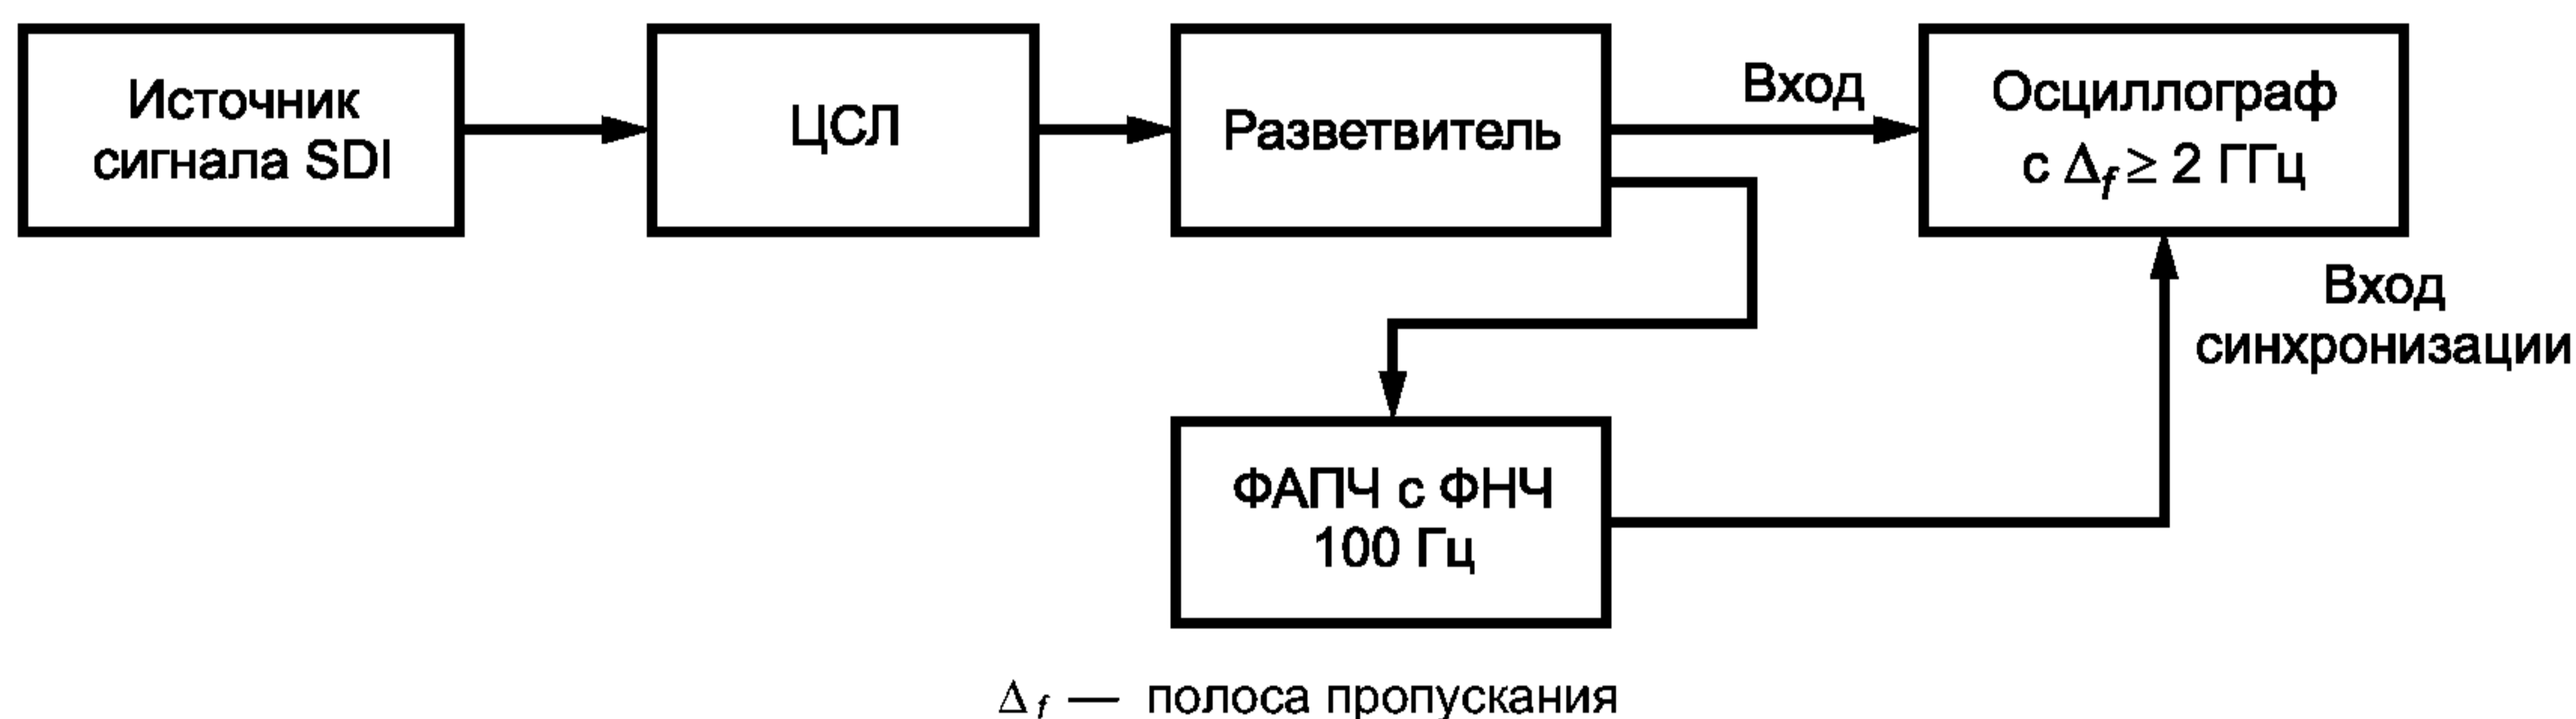 Источник
сигнала SDI
ЦСЛ
Разветвитель
Вход
Осциллограф
с Δf ≥ 2 ГГц
Вход
синхронизации
ФАПЧ с ФНЧ
100 Гц
Δf — полоса пропускания